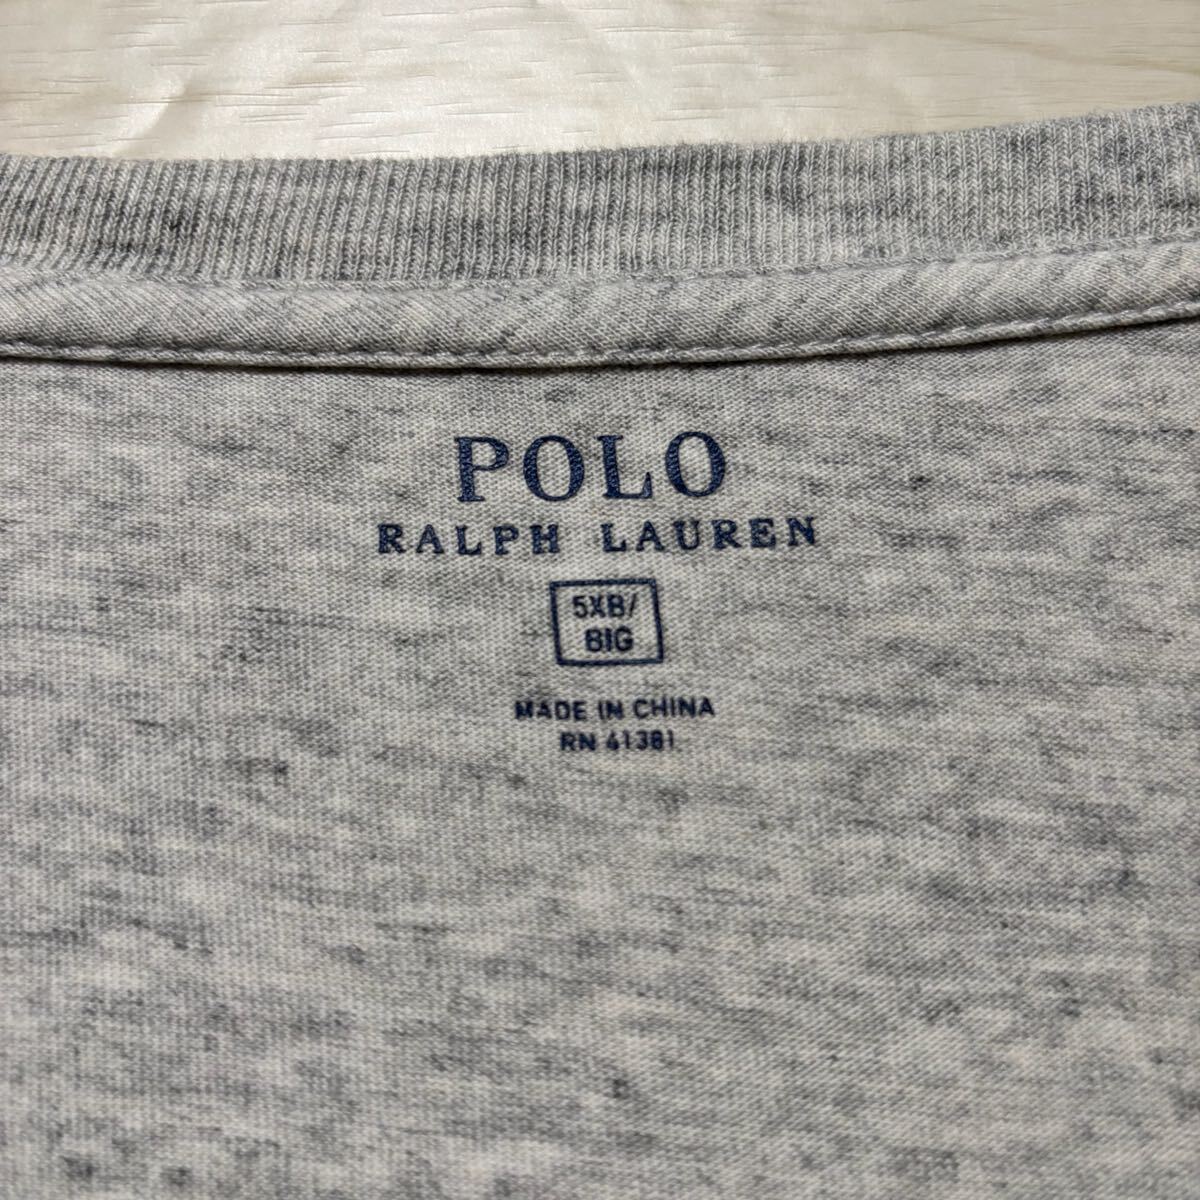 POLO
RALPH LAUREN
5XB/
BIG
MADE IN CHINA
RN 41381